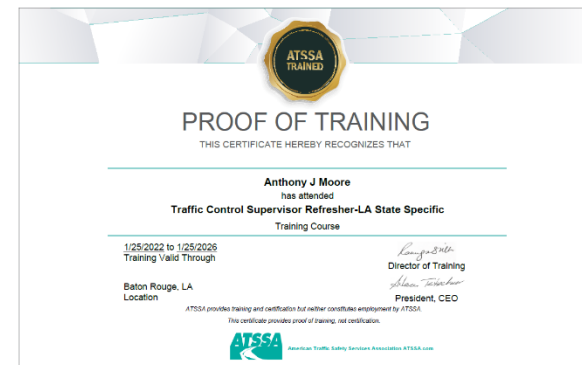 ATSSA
TRAINED
PROOF OF TRAINING
THIS CERTIFICATE HEREBY RECOGNIZES THAT
Anthony J Moore
has attended
Traffic Control Supervisor Refresher-LA State Specific
Training Course
1/25/2022 to 1/25/2026
Training Valid Through
Director of Training
Baton Rouge, LA
Location
President, CEO
ATSSA provides training and certification but neither constitutes employment by ATSSA.
This certificate provides proof of training, not certification.
ATSSA
American Traffic Safety Services Association ATSSA.com